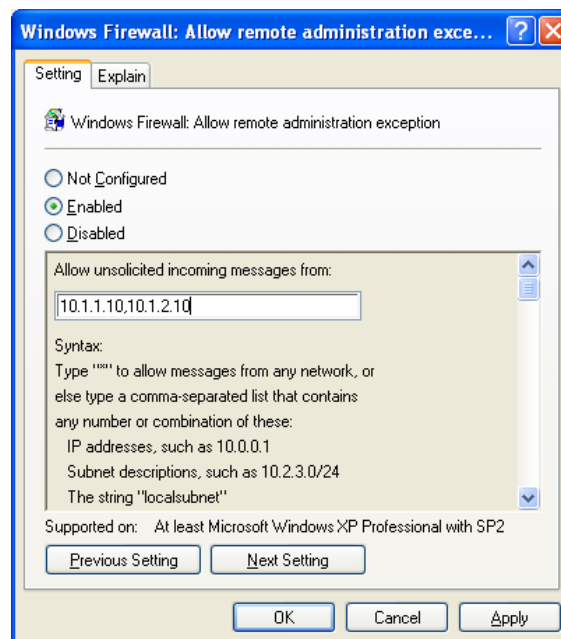 Windows Firewall: Allow remote administration exce...
Setting
Explain
Windows Firewall: Allow remote administration exception
Not Configured
Enabled
Disabled
Allow unsolicited incoming messages from:
10.1.1.10,10.1.2.10
Syntax:
Type "*" to allow messages from any network, or
else type a comma-separated list that contains
any number or combination of these:
IP addresses, such as 10.0.0.1
Subnet descriptions, such as 10.2.3.0/24
The string "localsubnet"
Supported on: At least Microsoft Windows XP Professional with SP2
Previous Setting
Next Setting
OK
Cancel
Apply